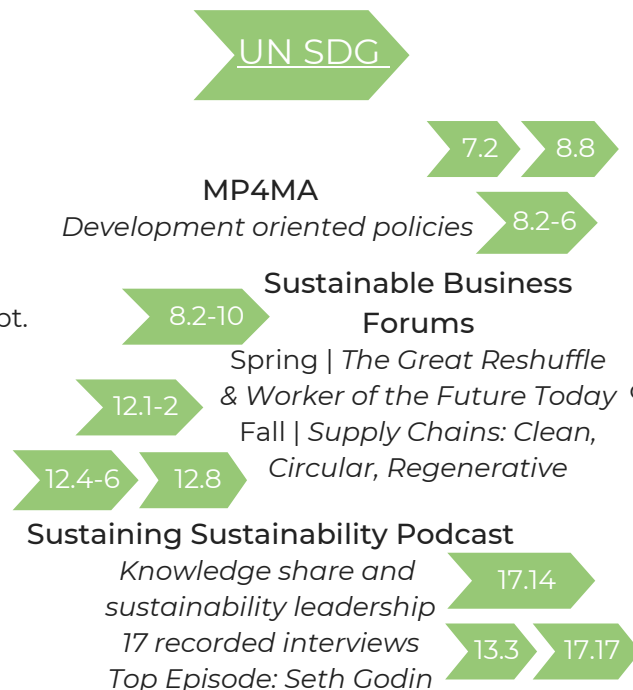 UN SDG
7.2 8.8
MP4MA
Development oriented policies 8.2-6
Sustainable Business
8.2-10 Forums
Spring | The Great Reshuffle
12.1-2 & Worker of the Future Today
Fall | Supply Chains: Clean,
12.4-6 12.8 Circular, Regenerative
Sustaining Sustainability Podcast
Knowledge share and 17.14
sustainability leadership
17 recorded interviews 13.3 17.17
Top Episode: Seth Godin